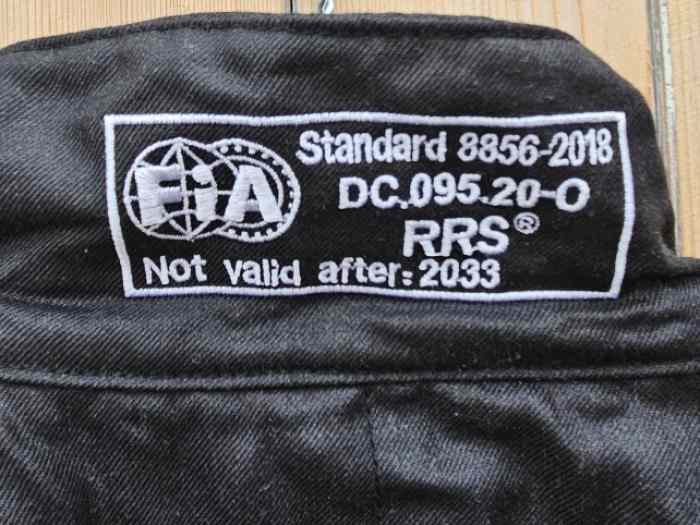 FiA
Standard 8856-2018
DC.095.20-O
RRS®
Not valid after: 2033